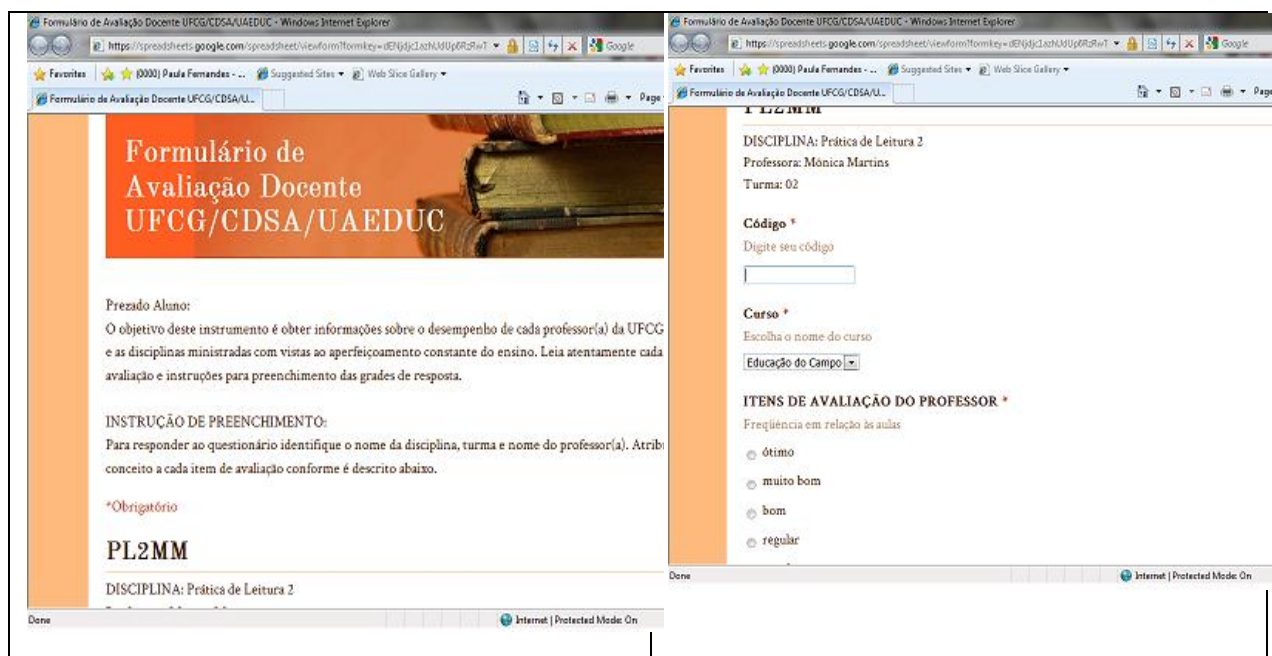 Formulário de Avaliação Docente UFCG/CDSA/UAEDUC - Windows Internet Explorer
https://spreadsheets.google.com/spreadsheet/viewform?formkey=
Google
Favorites (0000) Paula Fernandes - ... Suggested Sites Web Slice Gallery
Formulário de Avaliação Docente UFCG/CDSA/U... Page
Formulário de
Avaliação Docente
UFCG/CDSA/UAEDUC
Prezado Aluno:
O objetivo deste instrumento é obter informações sobre o desempenho de cada professor(a) da UFCG
e as disciplinas ministradas com vistas ao aperfeiçoamento constante do ensino. Leia atentamente cada
avaliação e instruções para preenchimento das grades de resposta.
INSTRUÇÃO DE PREENCHIMENTO:
Para responder ao questionário identifique o nome da disciplina, turma e nome do professor(a). Atrib
conceito a cada item de avaliação conforme é descrito abaixo.
*Obrigatório
PL2MM
DISCIPLINA: Prática de Leitura 2
Done Internet | Protected Mode: On
Formulário de Avaliação Docente UFCG/CDSA/UAEDUC - Windows Internet Explorer
https://spreadsheets.google.com/spreadsheet/viewform?formkey=
Google
Favorites (0000) Paula Fernandes - ... Suggested Sites Web Slice Gallery
Formulário de Avaliação Docente UFCG/CDSA/U... Page
PL2MM
DISCIPLINA: Prática de Leitura 2
Professora: Mônica Martins
Turma: 02
Código *
Digite seu código
Curso *
Escolha o nome do curso
Educação do Campo
ITENS DE AVALIAÇÃO DO PROFESSOR *
Freqüência em relação às aulas
ótimo
muito bom
bom
regular
Done Internet | Protected Mode: On